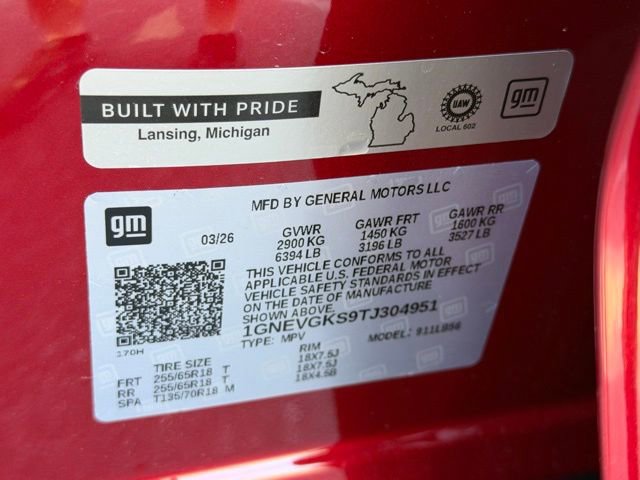 BUILT WITH PRIDE
Lansing, Michigan
UAW
LOCAL 602
gm
gm
MFD BY GENERAL MOTORS LLC
03/26
GVWR
2900 KG
6394 LB
GAWR FRT
1450 KG
3196 LB
GAWR RR
1600 KG
3527 LB
THIS VEHICLE CONFORMS TO ALL
APPLICABLE U.S. FEDERAL MOTOR
VEHICLE SAFETY STANDARDS IN EFFECT
ON THE DATE OF MANUFACTURE
SHOWN ABOVE.
1GNEVGKS9TJ304951
TYPE: MPV
MODEL: 911LB56
170H
TIRE SIZE
RIM
FRT 255/65R18 T 18X7.5J
RR 255/65R18 T 18X7.5J
SPA T135/70R18 M 18X4.5B